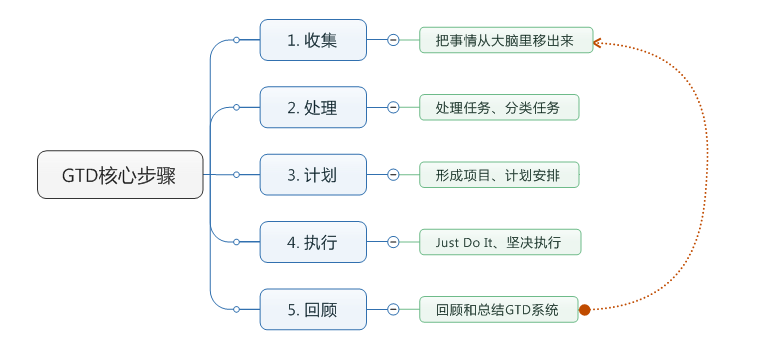 GTD核心步骤
1. 收集
把事情从大脑里移出来
2. 处理
处理任务、分类任务
3. 计划
形成项目、计划安排
4. 执行
Just Do It、坚决执行
5. 回顾
回顾和总结GTD系统